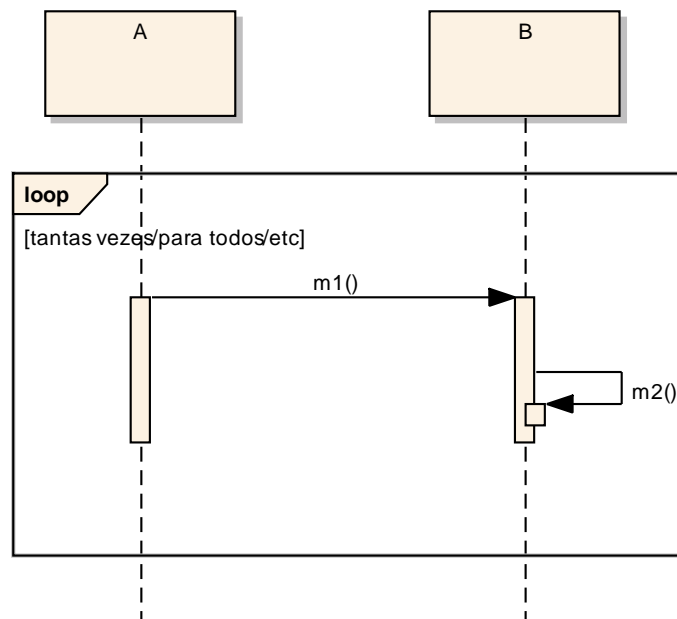 A
B
loop
[tantas vezes/para todos/etc]
m1()
m2()